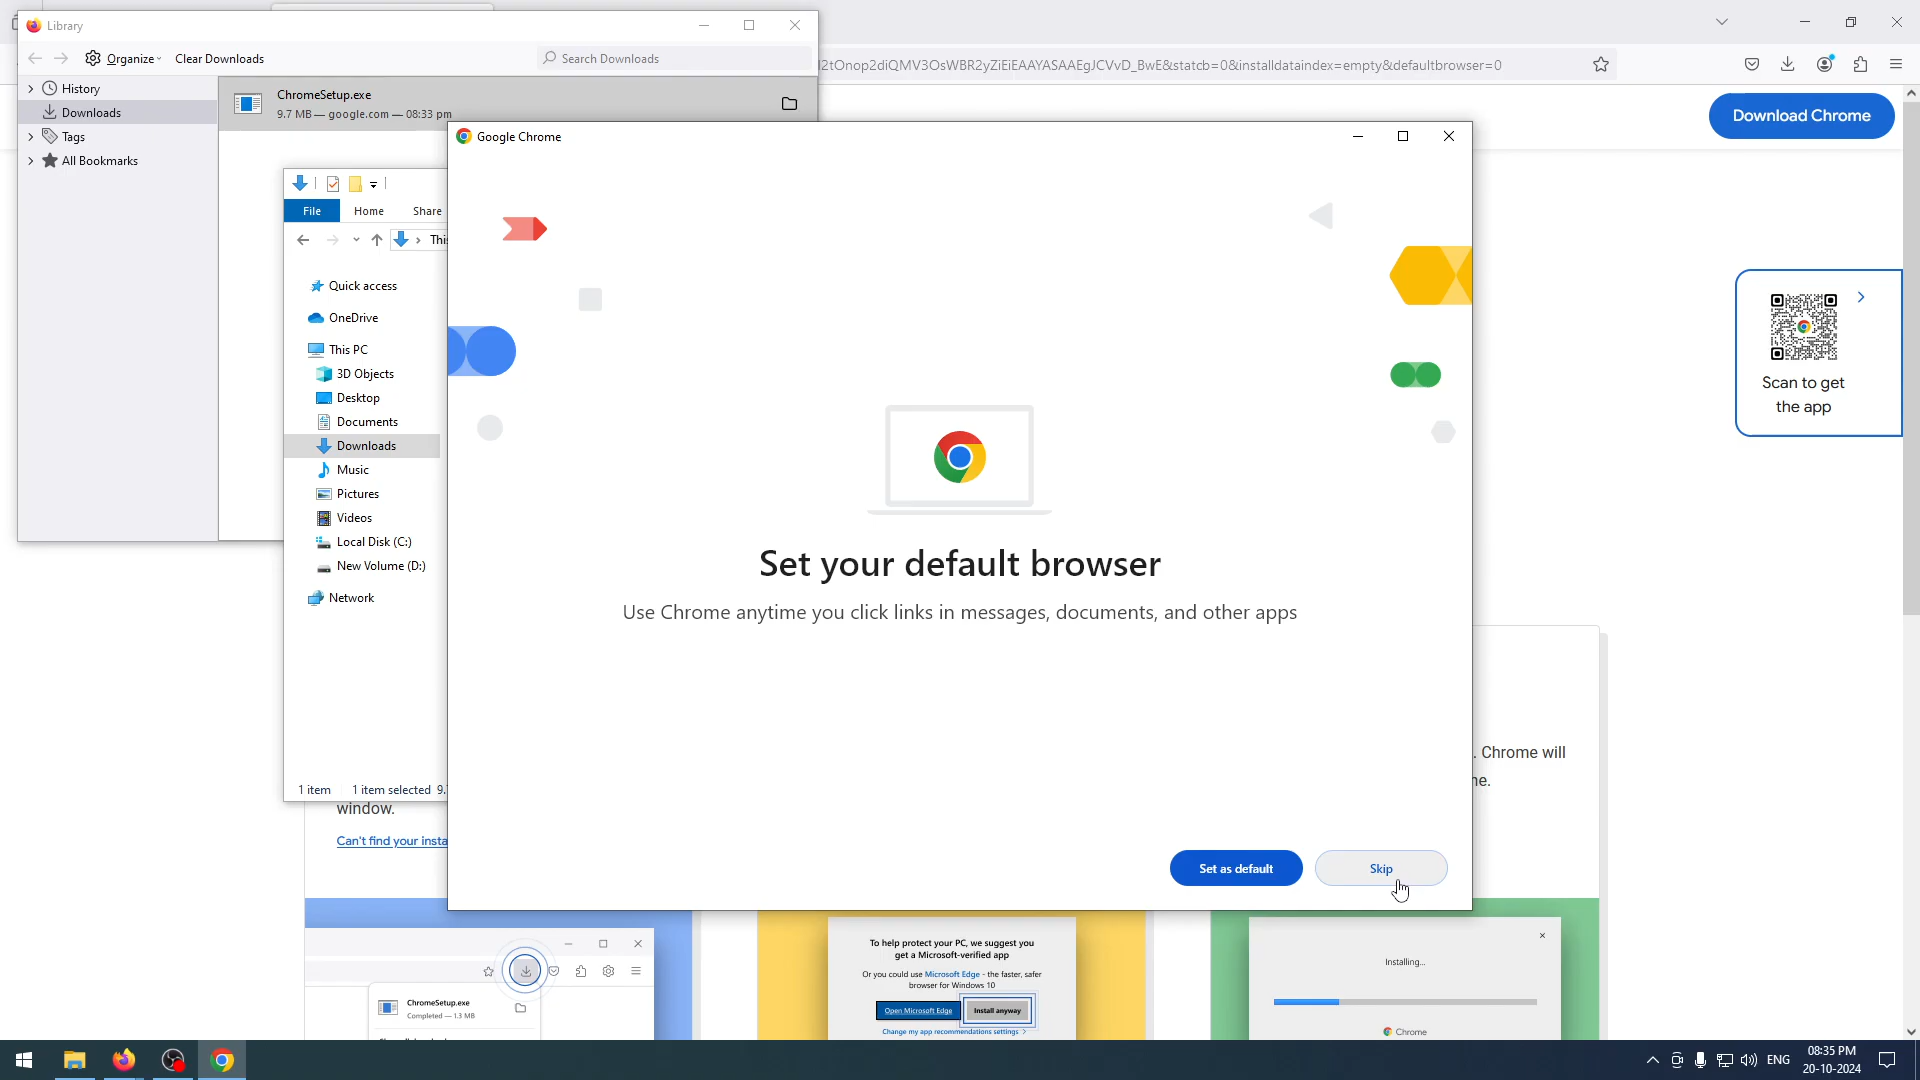 Library
Organize
Clear Downloads
Search Downloads
History
Downloads
Tags
All Bookmarks
ChromeSetup.exe
9.7 MB — google.com — 08:33 pm
l2tOnop2diQMV3OsWBR2yZiEiEAAYASAAEgJCVvD_BwE&statcb=0&installdataindex=empty&defaultbrowser=0
Download Chrome
Scan to get
the app
File
Home
Share
Quick access
OneDrive
This PC
3D Objects
Desktop
Documents
Downloads
Music
Pictures
Videos
Local Disk (C:)
New Volume (D:)
Network
1 item
1 item selected
Google Chrome
Set your default browser
Use Chrome anytime you click links in messages, documents, and other apps
Set as default
Skip
. Chrome will
window.
Can't find your
ChromeSetup.exe
Completed — 1.3 MB
To help protect your PC, we suggest you
get a Microsoft-verified app
Or you could use Microsoft Edge - the faster, safer
browser for Windows 10
Open Microsoft Edge
Install anyway
Change my app recommendations settings >
Installing...
Chrome
ENG
08:35 PM
20-10-2024